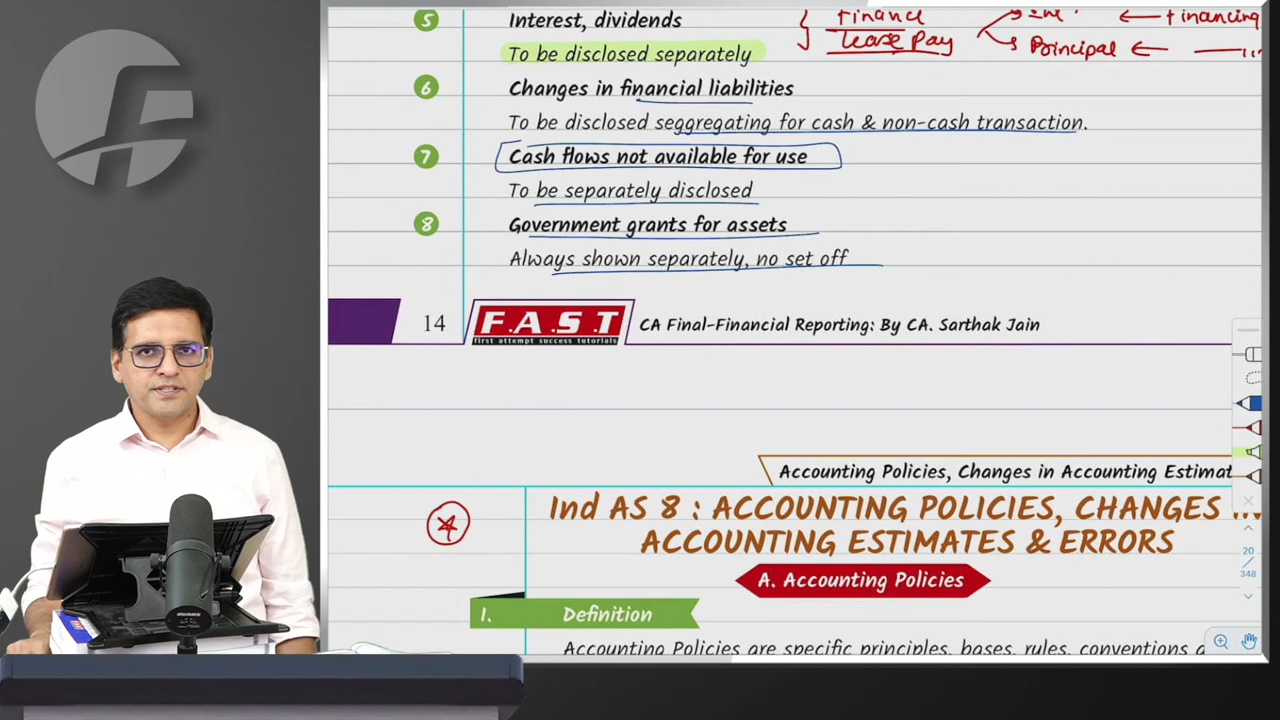 5 Interest, dividends
To be disclosed separately
Finance
Lease Pay
Financing
Principal
6 Changes in financial liabilities
To be disclosed seggregating for cash & non-cash transaction.
7 Cash flows not available for use
To be separately disclosed
8 Government grants for assets
Always shown separately, no set off
14 F.A.S.T CA Final-Financial Reporting: By CA. Sarthak Jain
first attempt success tutorials
Accounting Policies, Changes in Accounting Estimat
Ind AS 8 : ACCOUNTING POLICIES, CHANGES
ACCOUNTING ESTIMATES & ERRORS
A. Accounting Policies
1. Definition
Accounting Policies are specific principles, bases, rules, conventions
20
348